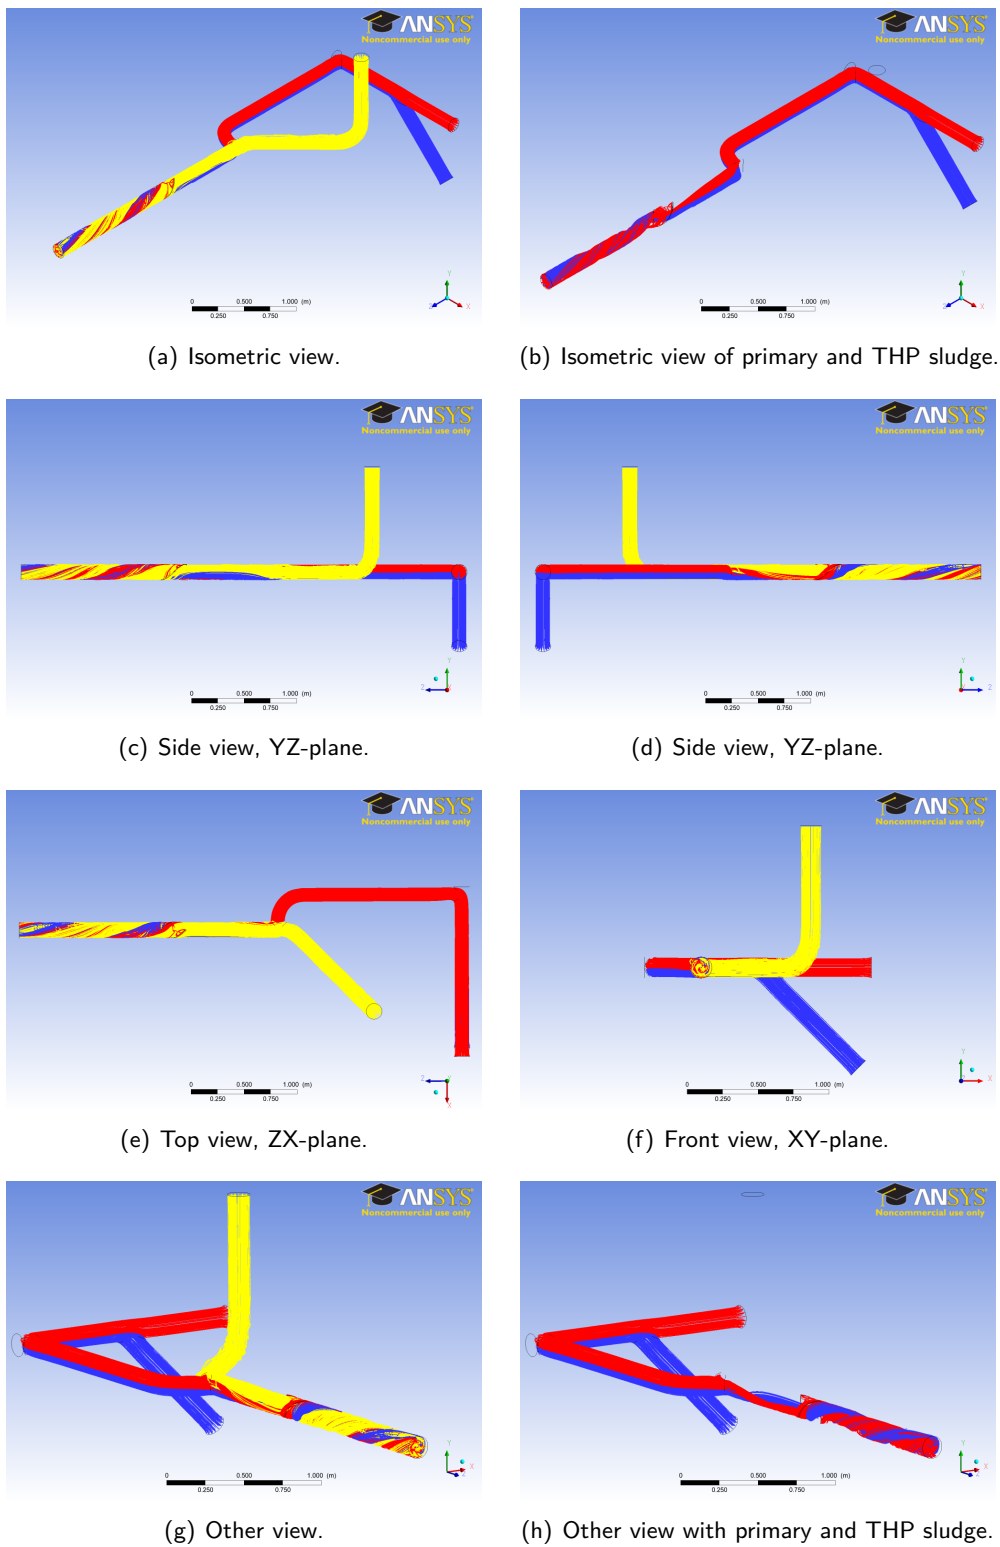 ANSYS ANSYS
Noncommercial use only Noncommercial use only
Y Y
Z X Z X
0 0.500 1.000 (m) 0 0.500 1.000 (m)
0.250 0.750 0.250 0.750
(a) Isometric view. (b) Isometric view of primary and THP sludge.
ANSYS ANSYS
Noncommercial use only Noncommercial use only
Y Y
Z Z
0 0.500 1.000 (m) 0 0.500 1.000 (m)
0.250 0.750 0.250 0.750
(c) Side view, YZ-plane. (d) Side view, YZ-plane.
ANSYS ANSYS
Noncommercial use only Noncommercial use only
Z Y
X X
0 0.500 1.000 (m) 0 0.500 1.000 (m)
0.250 0.750 0.250 0.750
(e) Top view, ZX-plane. (f) Front view, XY-plane.
ANSYS ANSYS
Noncommercial use only Noncommercial use only
Y Y
X X
0 0.500 1.000 (m) 0 0.500 1.000 (m)
0.250 0.750 0.250 0.750
(g) Other view. (h) Other view with primary and THP sludge.